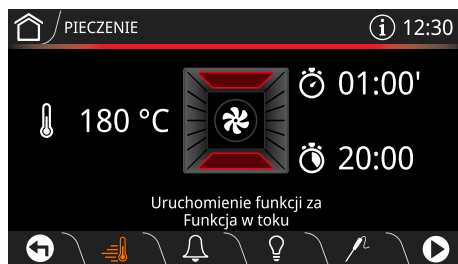 PIECZENIE
i 12:30
180 °C
01:00'
20:00
Uruchomienie funkcji za
Funkcja w toku